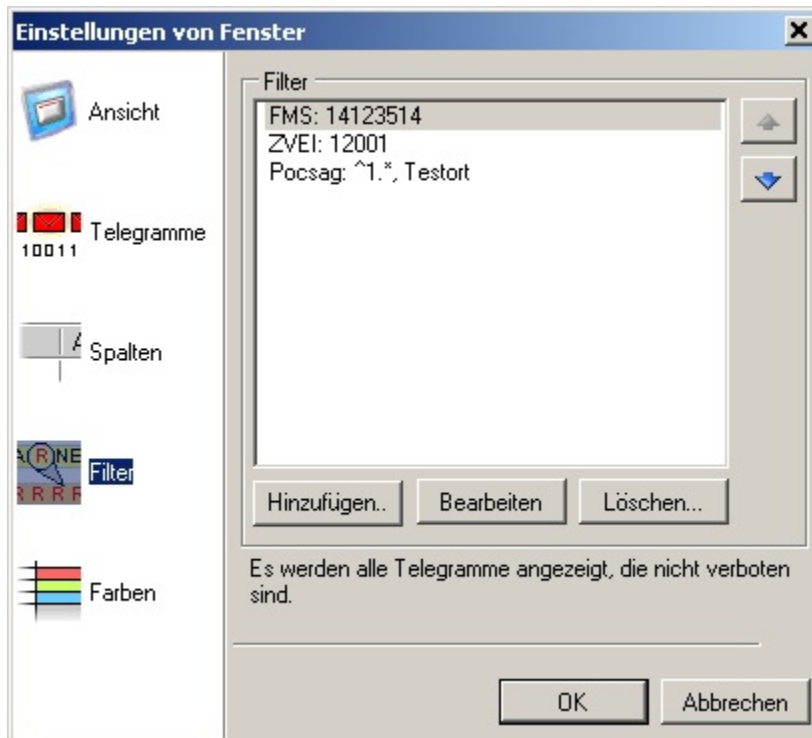 Einstellungen von Fenster
Ansicht
10011
Telegramme
Spalten
A(R)NE
R R R R
Filter
Farben
Filter
FMS: 14123514
ZVEI: 12001
Pocsag: ^1.*, Testort
Hinzufügen..
Bearbeiten
Löschen...
Es werden alle Telegramme angezeigt, die nicht verboten
sind.
OK
Abbrechen